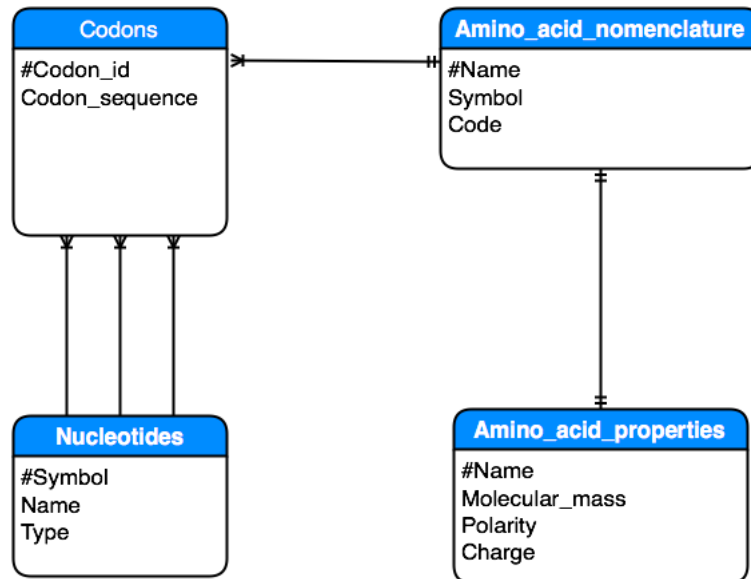 Codons
#Codon_id
Codon_sequence
Amino_acid_nomenclature
#Name
Symbol
Code
Nucleotides
#Symbol
Name
Type
Amino_acid_properties
#Name
Molecular_mass
Polarity
Charge